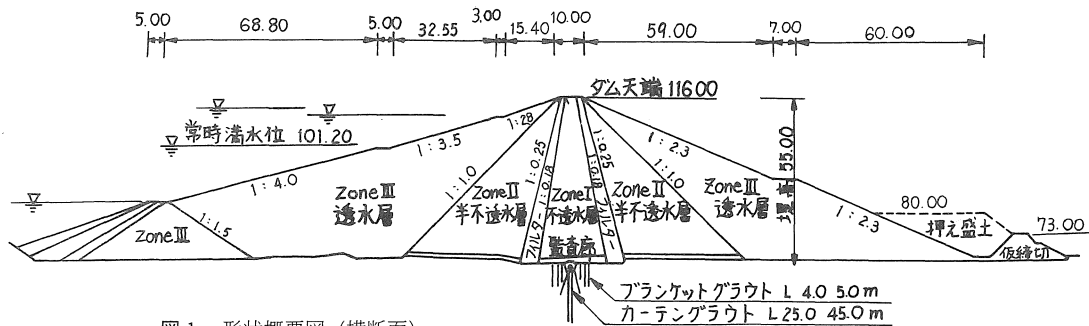 5.00 68.80 5.00 32.55 3.00 15.40 10.00 59.00 7.00 60.00
ダム天端 116.00
常時満水位 101.20
1:4.0
1:3.5
1:2.8
1:1.0
1:0.25
1:0.18
1:0.18
1:0.25
1:1.0
1:2.3
1:2.3
堤高 55.00
Zone III
1:1.5
Zone III
透水層
Zone II
半不透水層
フィルター
Zone I
不透水層
監査廊
フィルター
Zone II
半不透水層
Zone III
透水層
80.00
押え盛土
73.00
仮締切
ブランケットグラウト L 4.0 5.0m
カーテングラウト L 25.0 45.0m
図1 形状概要図(横断面)